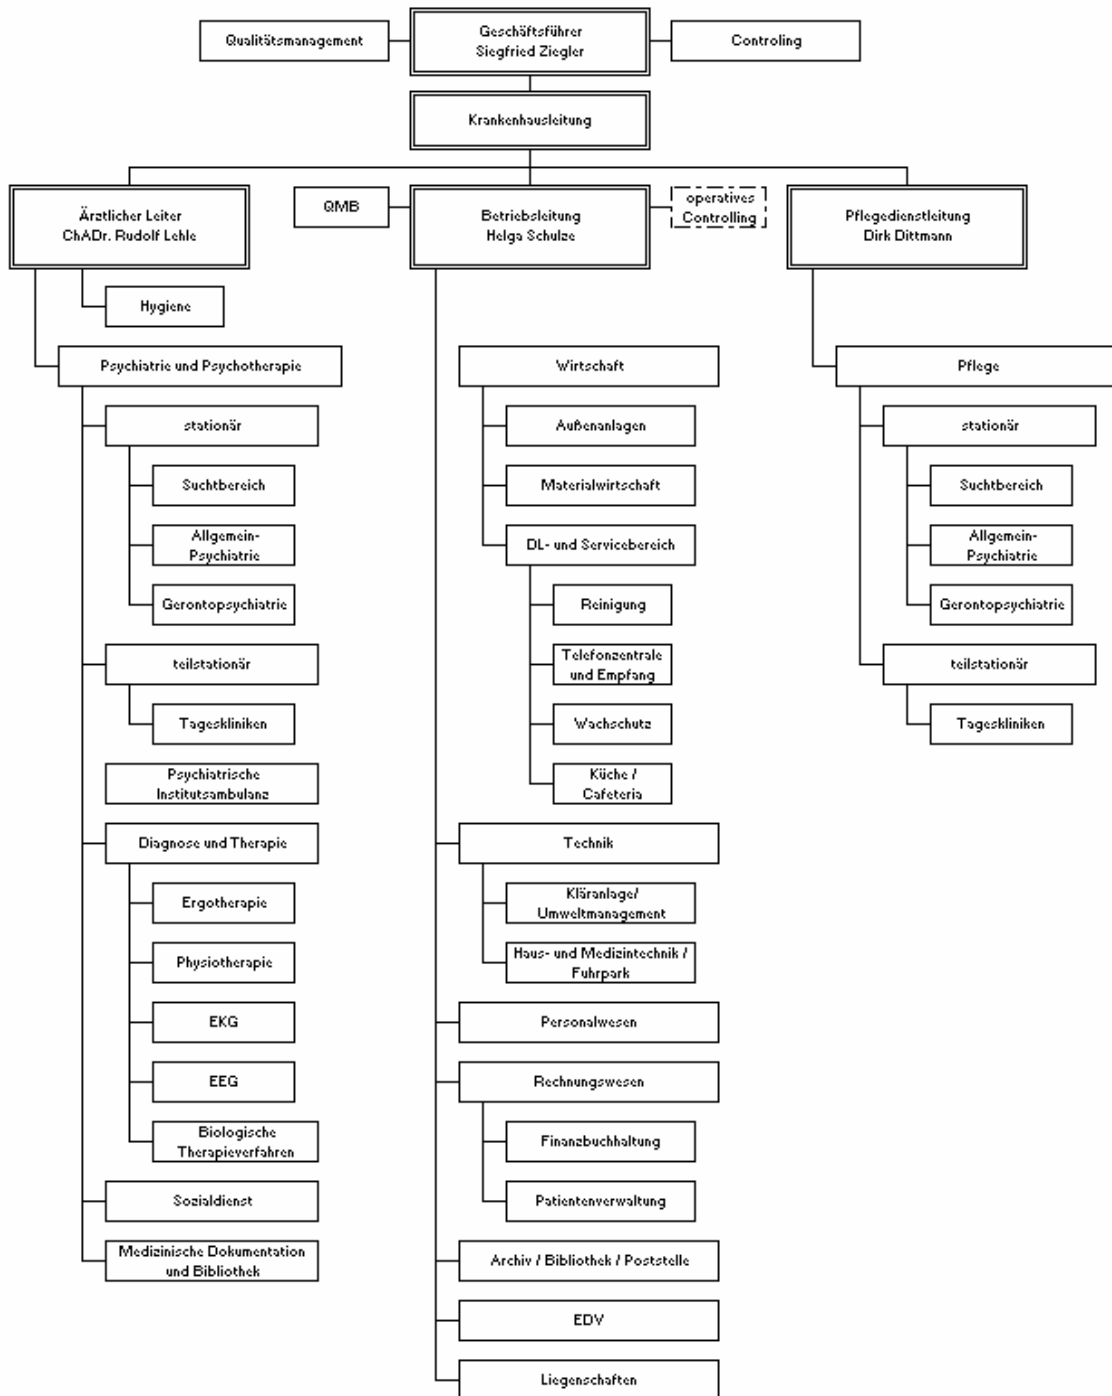 Qualitätsmanagement
Geschäftsführer
Siegfried Ziegler
Controling
Krankenhausleitung
Ärztlicher Leiter
ChADr. Rudolf Lehle
QMB
Betriebsleitung
Helga Schulze
operatives
Controlling
Pflegedienstleitung
Dirk Dittmann
Hygiene
Psychiatrie und Psychotherapie
stationär
Suchtbereich
Allgemein-
Psychiatrie
Gerontopsychiatrie
teilstationär
Tageskliniken
Psychiatrische
Institutsambulanz
Diagnose und Therapie
Ergotherapie
Physiotherapie
EKG
EEG
Biologische
Therapieverfahren
Sozialdienst
Medizinische Dokumentation
und Bibliothek
Wirtschaft
Außenanlagen
Materialwirtschaft
DL- und Servicebereich
Reinigung
Telefonzentrale
und Empfang
Wachschutz
Küche /
Cafeteria
Technik
Kläranlage/
Umweltmanagement
Haus- und Medizintechnik /
Fuhrpark
Personalwesen
Rechnungswesen
Finanzbuchhaltung
Patientenverwaltung
Archiv / Bibliothek / Poststelle
EDV
Liegenschaften
Pflege
stationär
Suchtbereich
Allgemein-
Psychiatrie
Gerontopsychiatrie
teilstationär
Tageskliniken